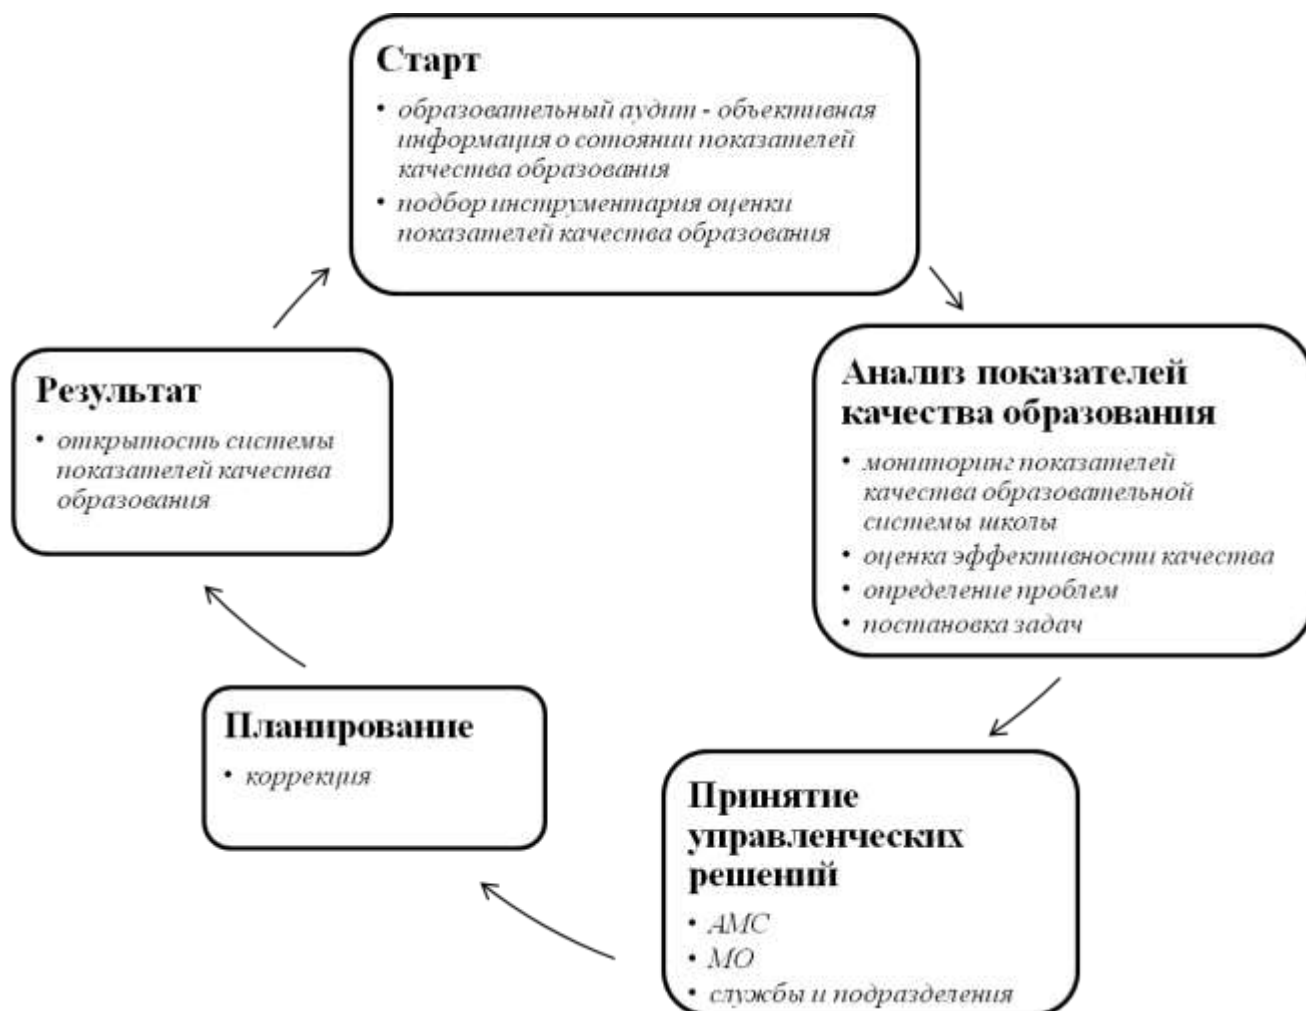 Старт
• образовательный аудит - объективная
информация о сотоянии показателей
качества образования
• подбор инструментария оценки
показателей качества образования
Анализ показателей
качества образования
• мониторинг показателей
качества образовательной
системы школы
• оценка эффективности качества
• определение проблем
• постановка задач
Принятие
управленческих
решений
• АМС
• МО
• службы и подразделения
Планирование
• коррекция
Результат
• открытость системы
показателей качества
образования